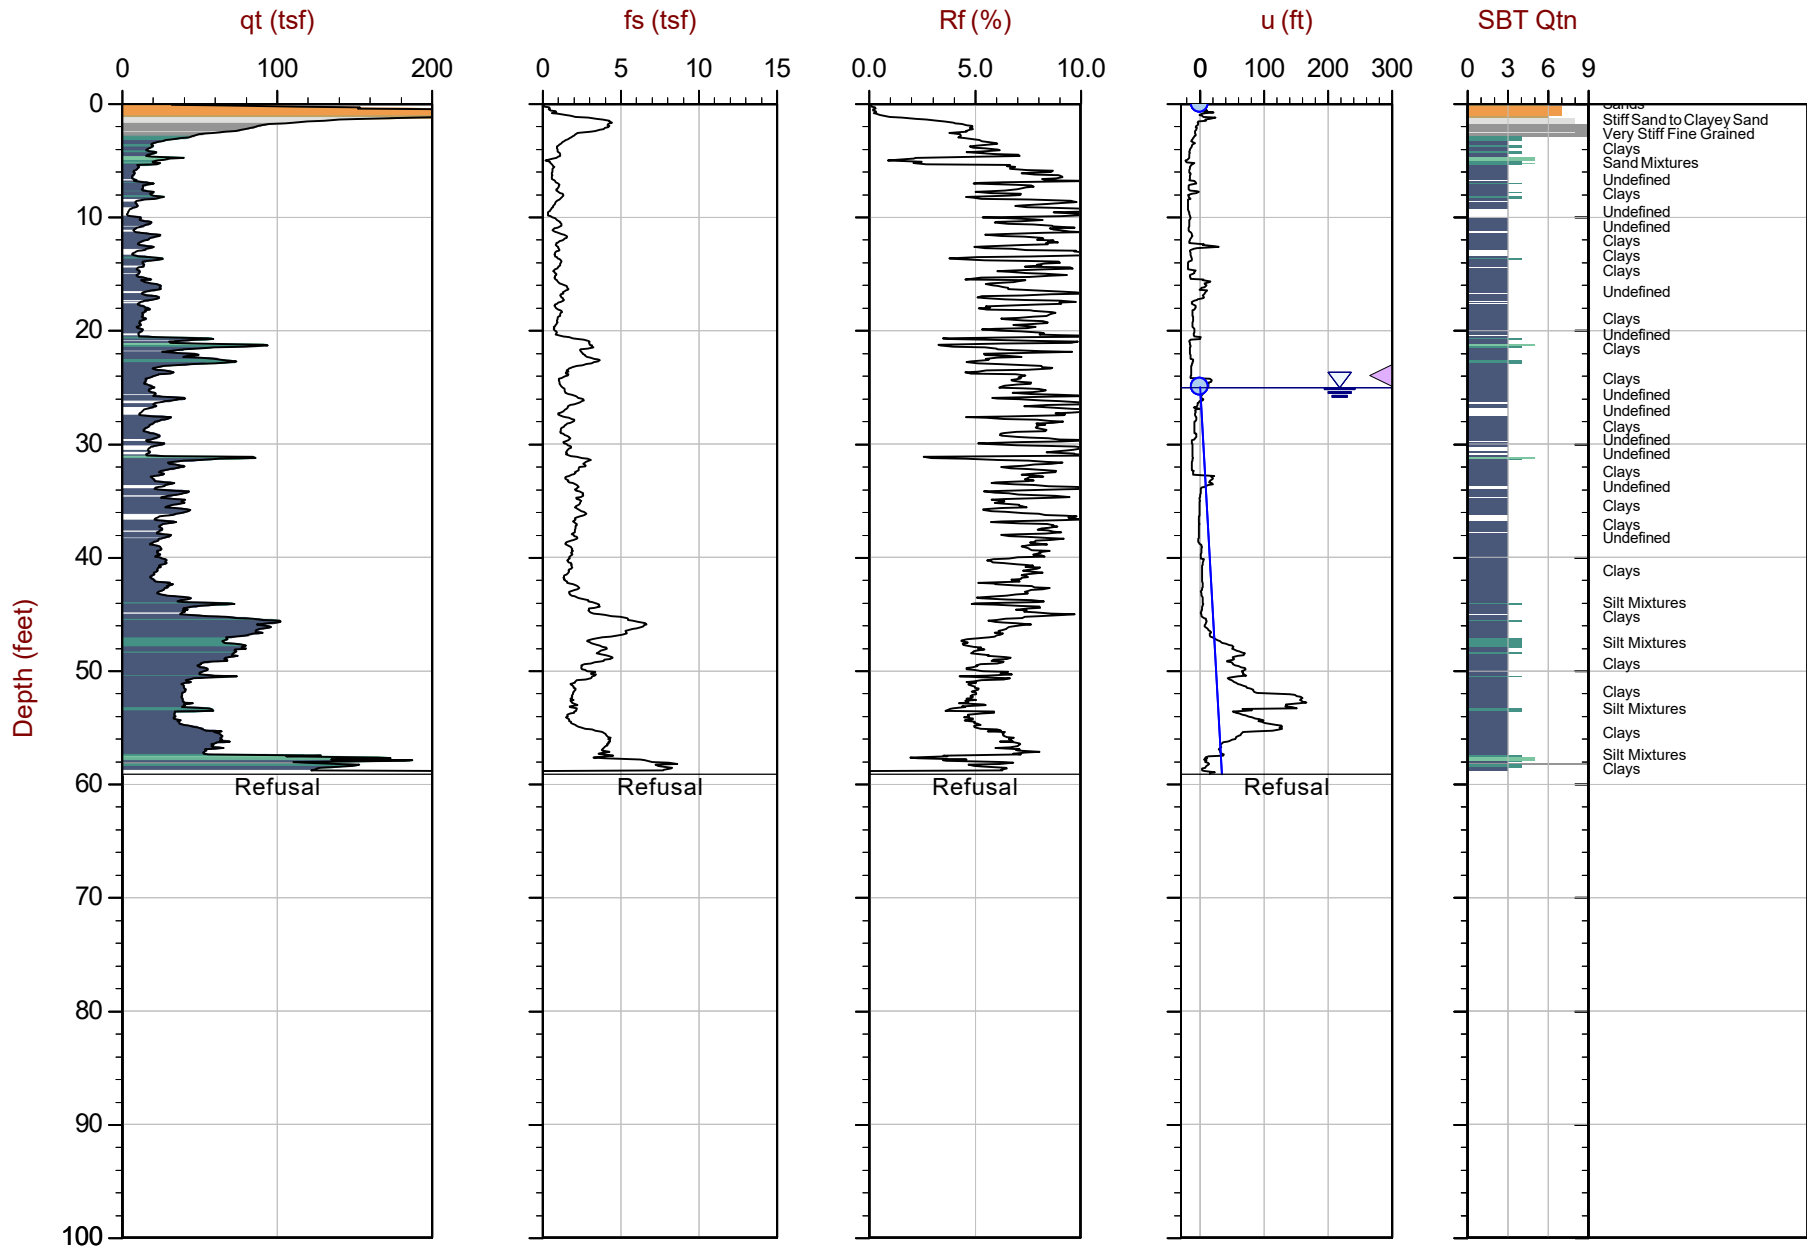 qt (tsf)
fs (tsf)
Rf (%)
u (ft)
SBT Qtn
0 100 200
0 5 10 15
0.0 5.0 10.0
0 100 200 300
0 3 6 9
Depth (feet)
0
10
20
30
40
50
60
70
80
90
100
Sands
Stiff Sand to Clayey Sand
Very Stiff Fine Grained
Clays
Sand Mixtures
Undefined
Clays
Undefined
Undefined
Clays
Clays
Clays
Undefined
Clays
Undefined
Clays
Clays
Undefined
Undefined
Clays
Undefined
Undefined
Clays
Undefined
Clays
Clays
Undefined
Clays
Silt Mixtures
Clays
Silt Mixtures
Clays
Clays
Silt Mixtures
Clays
Silt Mixtures
Clays
Refusal
Refusal
Refusal
Refusal